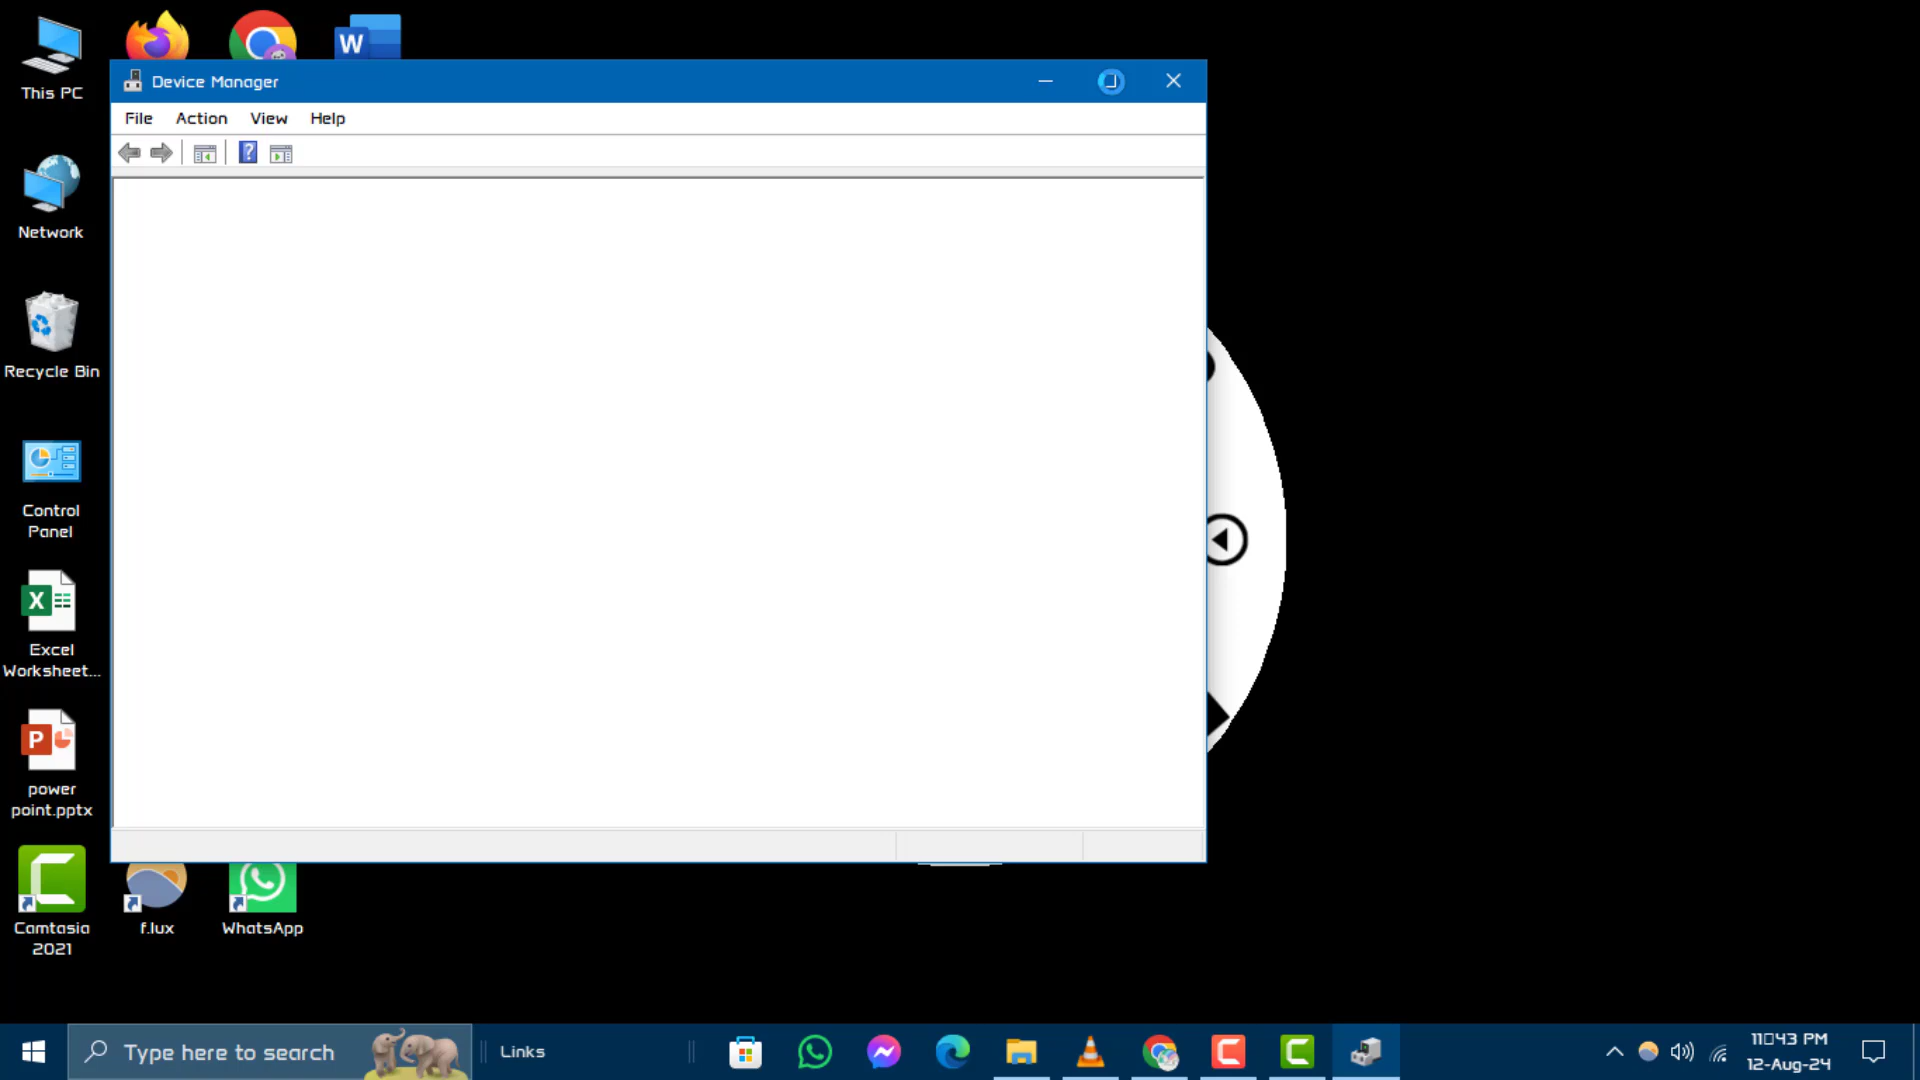 This PC
W
Device Manager
File Action View Help
?
Network
Recycle Bin
Control
Panel
X
Excel
Worksheet...
P
power
point.pptx
Camtasia
2021
f.lux
WhatsApp
Type here to search
Links
11□43 PM
12-Aug-24